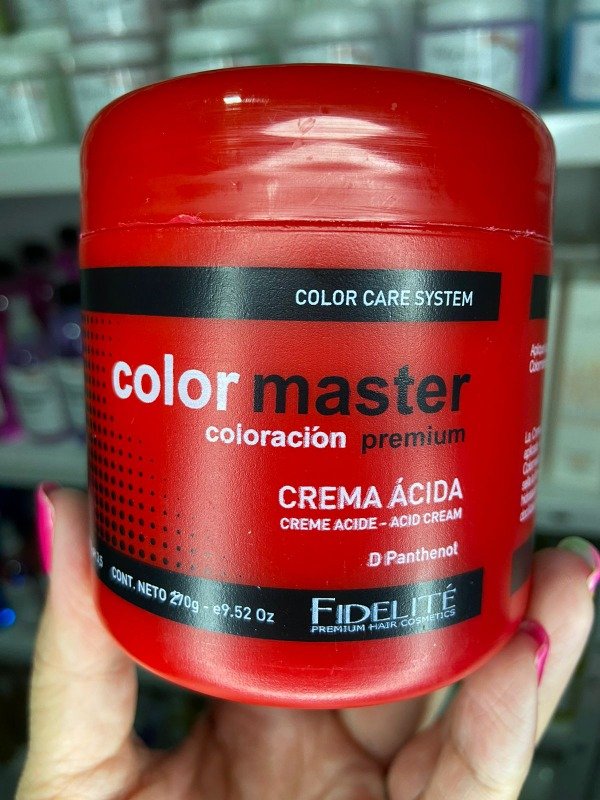 COLOR CARE SYSTEM
color master
coloración premium
CREMA ÁCIDA
CREME ACIDE - ACID CREAM
D Panthenol
CONT. NETO 270g - e9.52 Oz
FIDELITÉ
PREMIUM HAIR COSMETICS